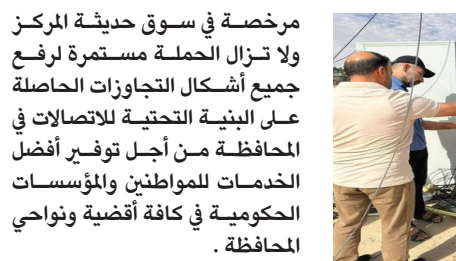 مرخصة في سوق حديثة المركز
ولا تزال الحملة مستمرة لرفع
جميع أشكال التجاوزات الحاصلة
على البنية التحتية للاتصالات في
المحافظة من أجل توفير أفضل
الخدمات للمواطنين والمؤسسات
الحكومية في كافة أقضية ونواحي
المحافظة .